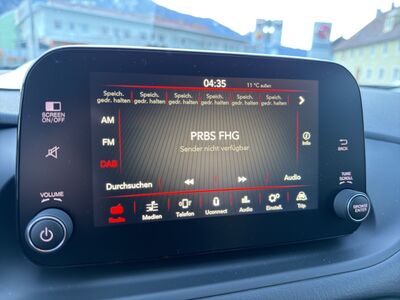 04:35 11 °C außen
Speich. Speich. Speich. Speich. Speich. Speich.
gedr. halten gedr. halten gedr. halten gedr. halten gedr. halten gedr. halten
AM
FM
DAB
PRBS FHG
Sender nicht verfügbar
Info
Durchsuchen Audio
Radio Medien Telefon Uconnect Audio Einstell. Trip
SCREEN
ON/OFF
VOLUME
BACK
TUNE
SCROLL
BROWSE
ENTER